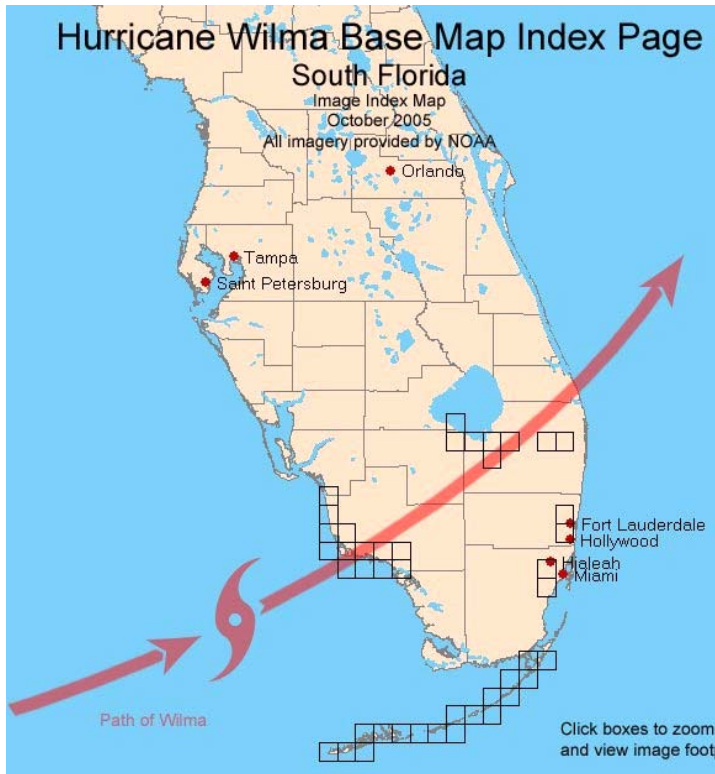 Hurricane Wilma Base Map Index Page
South Florida
Image Index Map
October 2005
All imagery provided by NOAA
Orlando
Tampa
Saint Petersburg
Fort Lauderdale
Hollywood
Hialeah
Miami
Path of Wilma
Click boxes to zoom
and view image foot